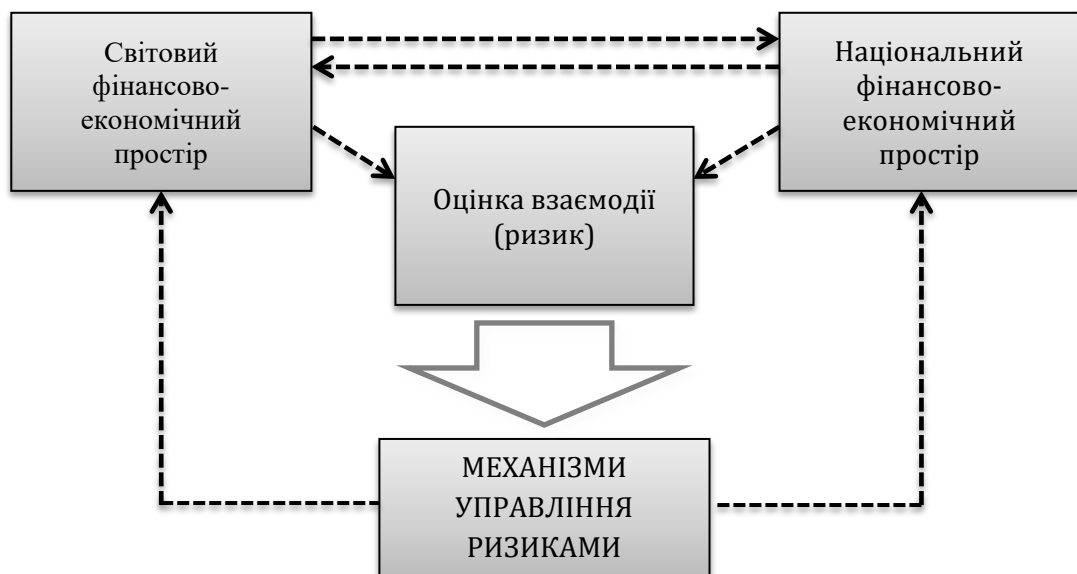 Світовий
фінансово-
економічний
простір
Національний
фінансово-
економічний
простір
Оцінка взаємодії
(ризик)
МЕХАНІЗМИ
УПРАВЛІННЯ
РИЗИКАМИ